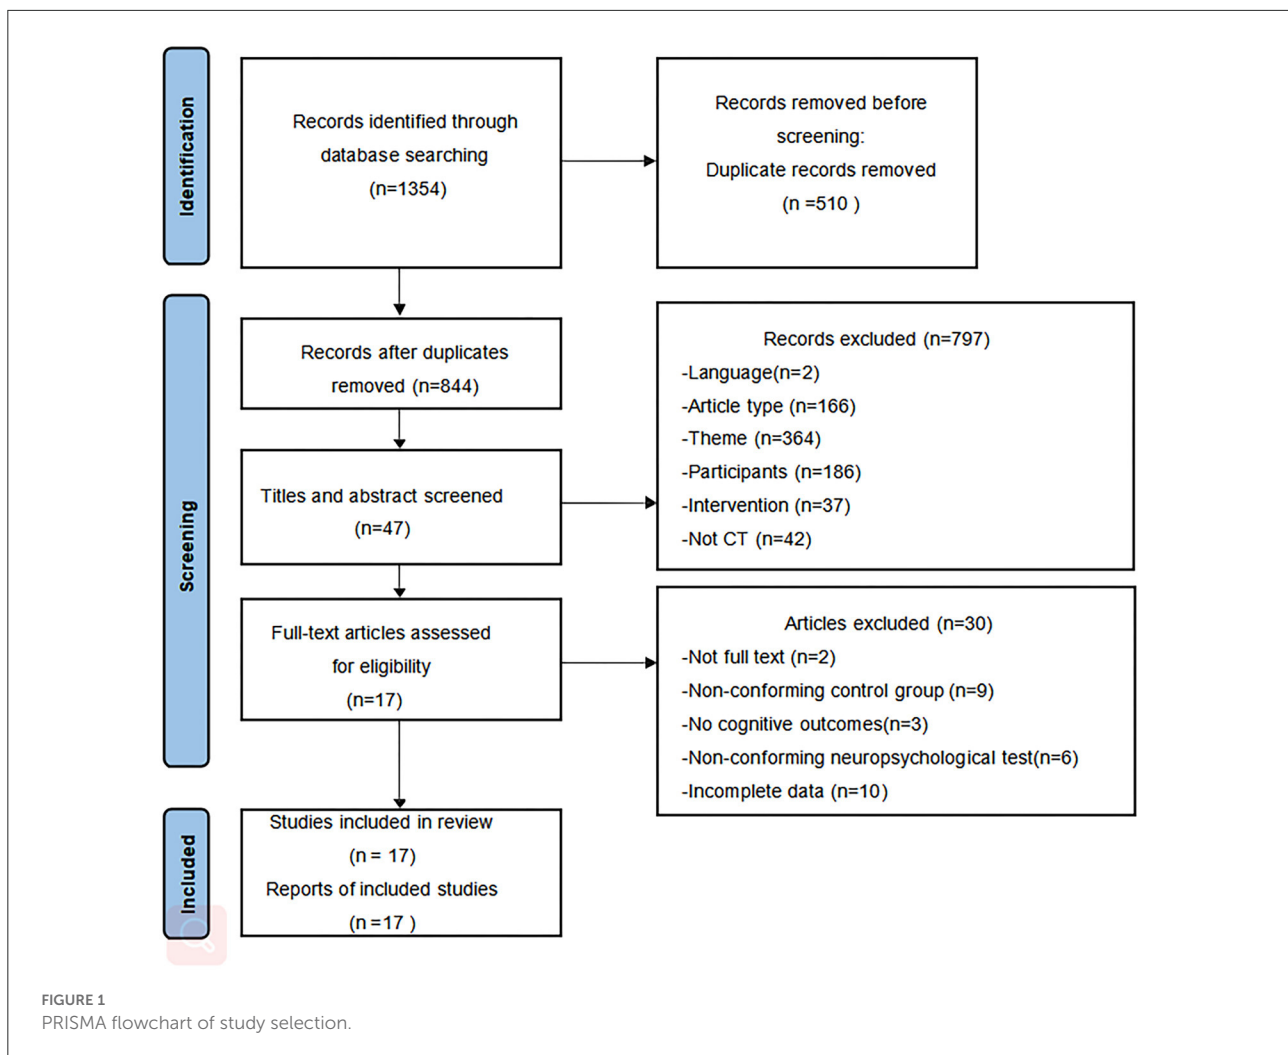 Identification
Records identified through
database searching
(n=1354)
Records removed before
screening:
Duplicate records removed
(n =510 )
Screening
Records after duplicates
removed (n=844)
Records excluded (n=797)
-Language(n=2)
-Article type (n=166)
-Theme (n=364)
-Participants (n=186)
-Intervention (n=37)
-Not CT (n=42)
Titles and abstract screened
(n=47)
Full-text articles assessed
for eligibility
(n=17)
Articles excluded (n=30)
-Not full text (n=2)
-Non-conforming control group (n=9)
-No cognitive outcomes(n=3)
-Non-conforming neuropsychological test(n=6)
-Incomplete data (n=10)
Included
Studies included in review
(n = 17)
Reports of included studies
(n =17 )
FIGURE 1
PRISMA flowchart of study selection.